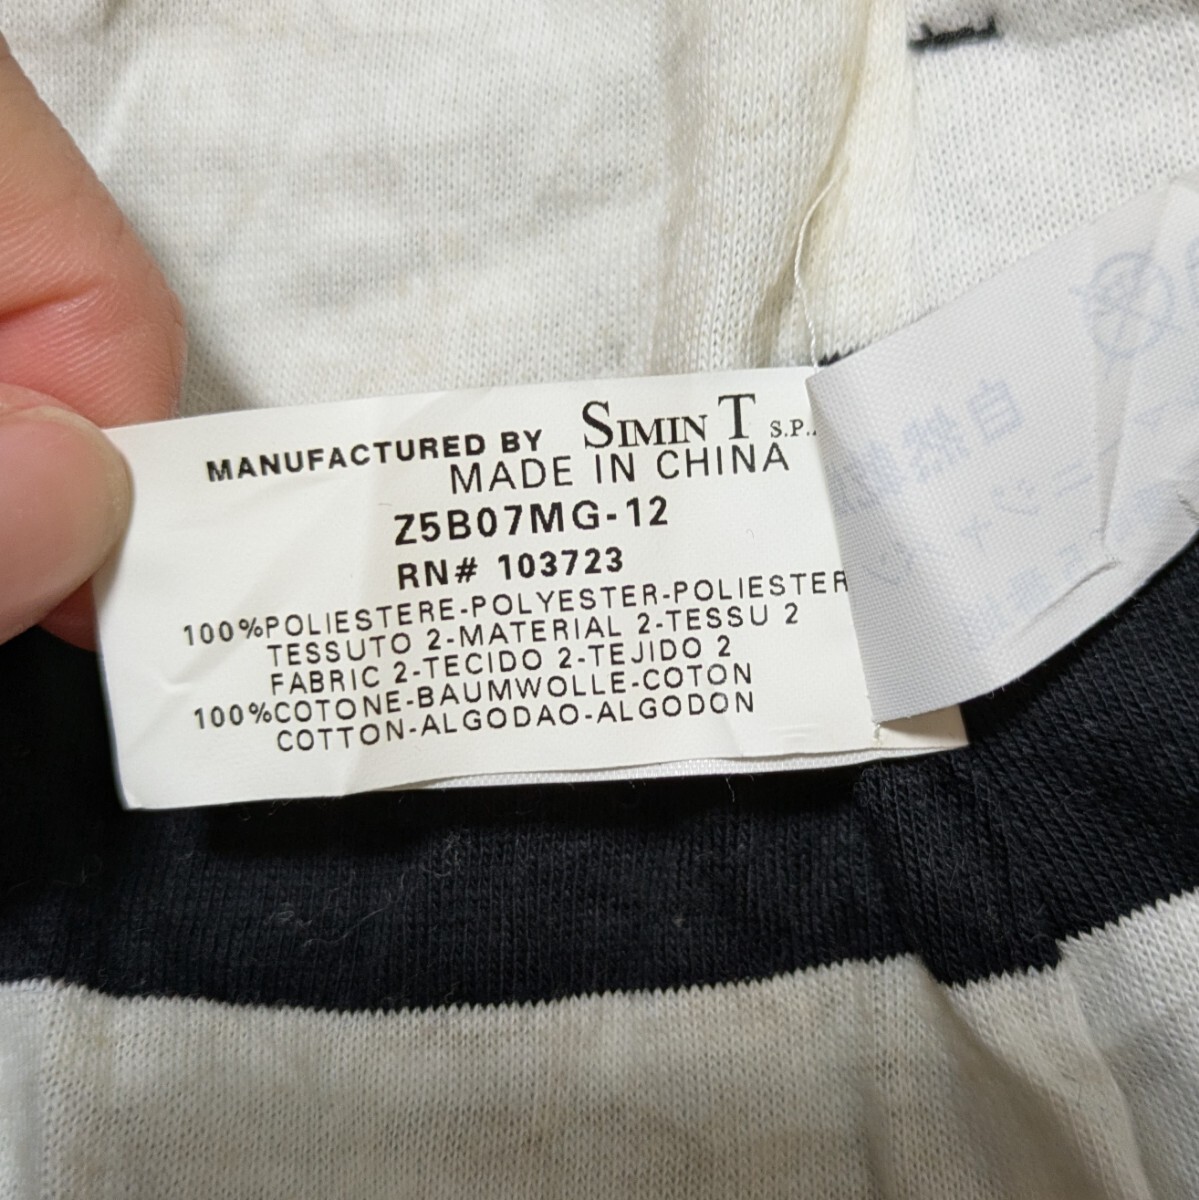 MANUFACTURED BY SIMIN T S.P..
MADE IN CHINA
Z5B07MG-12
RN# 103723
100%POLIESTERE-POLYESTER-POLIESTER
TESSUTO 2-MATERIAL 2-TESSU 2
FABRIC 2-TECIDO 2-TEJIDO 2
100%COTONE-BAUMWOLLE-COTON
COTTON-ALGODAO-ALGODON